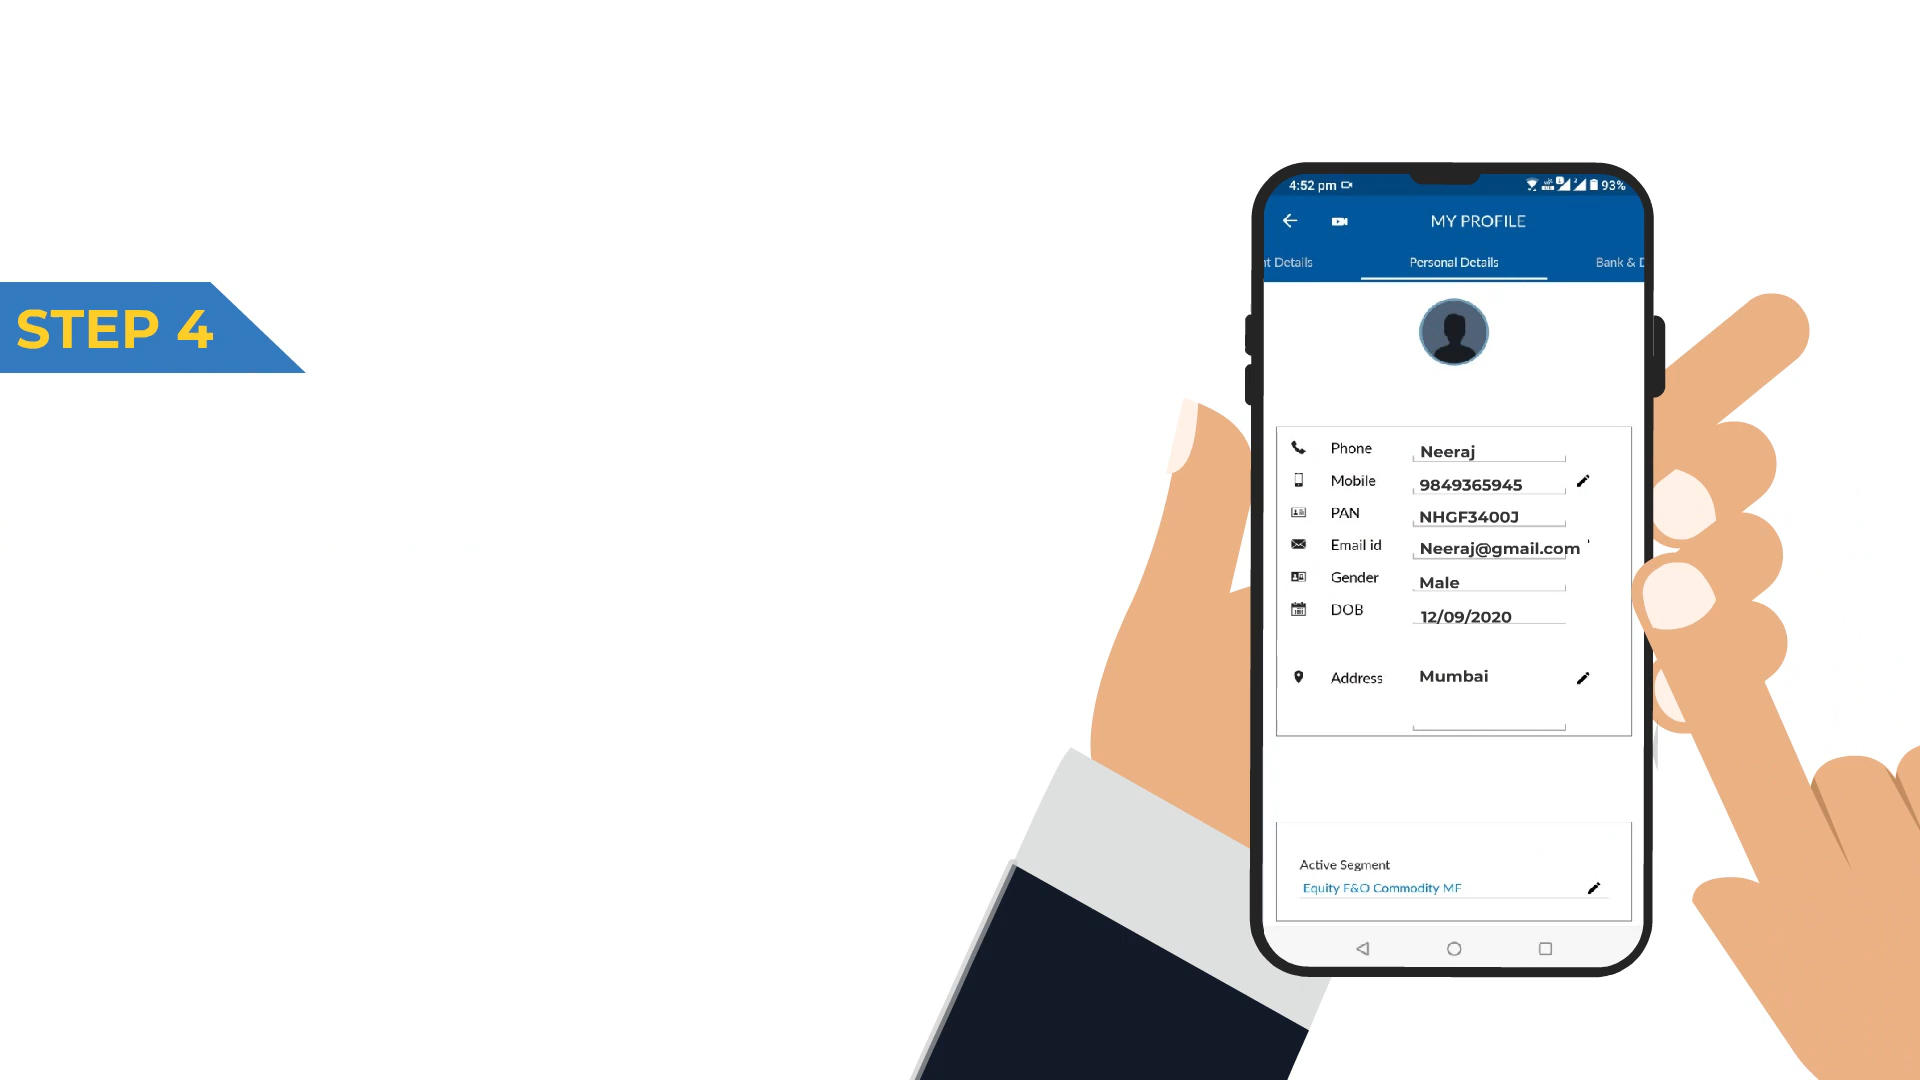 STEP 4
4:52 pm
93%
MY PROFILE
nt Details Personal Details Bank & D
Phone Neeraj
Mobile 9849365945
PAN NHGF3400J
Email id Neeraj@gmail.com
Gender Male
DOB 12/09/2020
Address Mumbai
Active Segment
Equity F&O Commodity MF